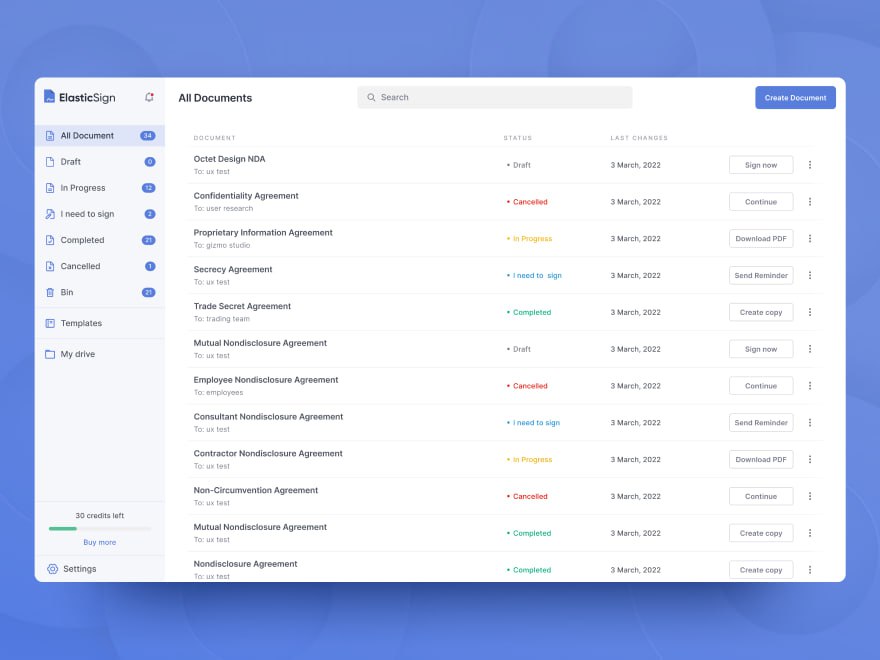 ElasticSign
All Documents
Search
Create Document
All Document 34
Draft 0
In Progress 12
I need to sign 2
Completed 21
Cancelled 1
Bin 21
Templates
My drive
30 credits left
Buy more
Settings
DOCUMENT STATUS LAST CHANGES
Octet Design NDA
To: ux test
Draft 3 March, 2022 Sign now
Confidentiality Agreement
To: user research
Cancelled 3 March, 2022 Continue
Proprietary Information Agreement
To: gizmo studio
In Progress 3 March, 2022 Download PDF
Secrecy Agreement
To: ux test
I need to sign 3 March, 2022 Send Reminder
Trade Secret Agreement
To: trading team
Completed 3 March, 2022 Create copy
Mutual Nondisclosure Agreement
To: ux test
Draft 3 March, 2022 Sign now
Employee Nondisclosure Agreement
To: employees
Cancelled 3 March, 2022 Continue
Consultant Nondisclosure Agreement
To: ux test
I need to sign 3 March, 2022 Send Reminder
Contractor Nondisclosure Agreement
To: ux test
In Progress 3 March, 2022 Download PDF
Non-Circumvention Agreement
To: ux test
Cancelled 3 March, 2022 Continue
Mutual Nondisclosure Agreement
To: ux test
Completed 3 March, 2022 Create copy
Nondisclosure Agreement
To: ux test
Completed 3 March, 2022 Create copy